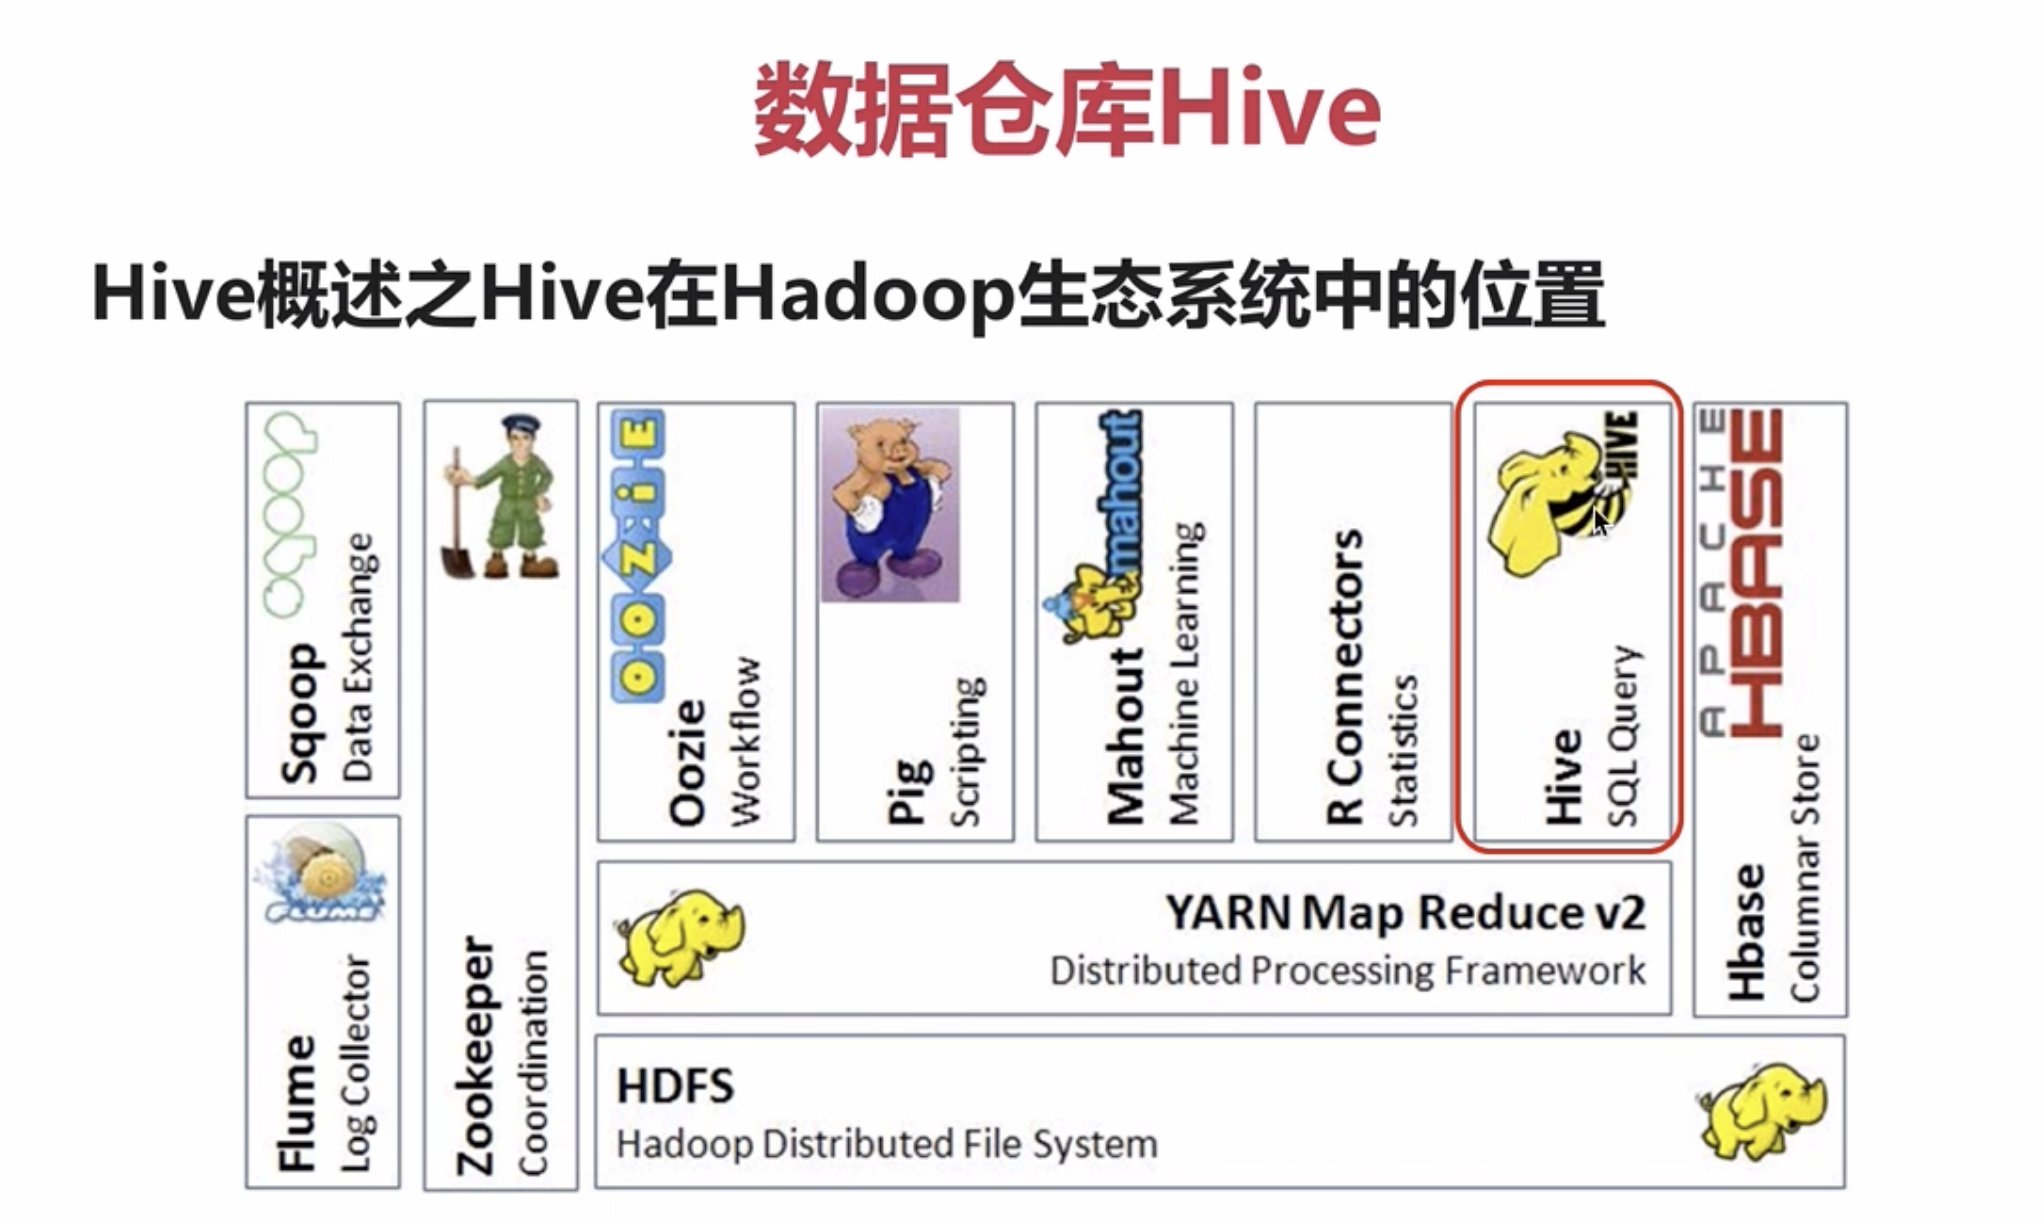 数据仓库Hive
Hive概述之Hive在Hadoop生态系统中的位置
sqoop
Sqoop
Data Exchange
FLUME
Flume
Log Collector
Zookeeper
Coordination
OOZIE
Oozie
Workflow
Pig
Scripting
mahout
Mahout
Machine Learning
R Connectors
Statistics
HIVE
Hive
SQL Query
APACHE
HBASE
Hbase
Columnar Store
YARN Map Reduce v2
Distributed Processing Framework
HDFS
Hadoop Distributed File System